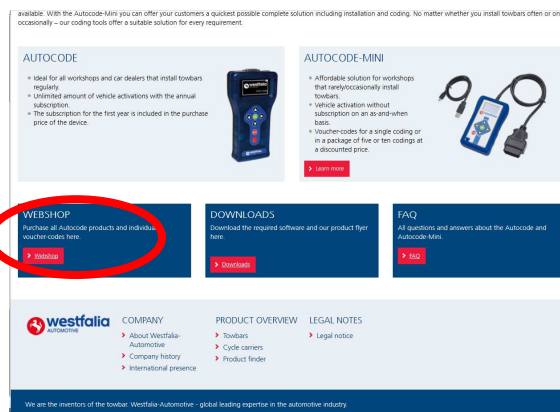 available. With the Autocode-Mini you can offer your customers a quickest possible complete solution including installation and coding. No matter whether you install towbars often or on
occasionally – our coding tools offer a suitable solution for every requirement.
AUTOCODE
Ideal for all workshops and car dealers that install towbars
regularly.
Unlimited amount of vehicle activations with the annual
subscription.
The subscription for the first year is included in the purchase
price of the device.
westfalia
AUTOCODE-MINI
Affordable solution for workshops
that rarely/occasionally install
towbars.
Vehicle activation without
subscription on an as-and-when
basis.
Voucher-codes for a single coding or
in a package of five or ten codings at
a discounted price.
Learn more
WEBSHOP
Purchase all Autocode products and individual
voucher-codes here.
Webshop
DOWNLOADS
Download the required software and our product flyer
here.
Downloads
FAQ
All questions and answers about the Autocode and
Autocode-Mini.
FAQ
westfalia
AUTOMOTIVE
COMPANY
About Westfalia-
Automotive
Company history
International presence
PRODUCT OVERVIEW
Towbars
Cycle carriers
Product finder
LEGAL NOTES
Legal notice
We are the inventors of the towbar. Westfalia-Automotive - global leading expertise in the automotive industry.